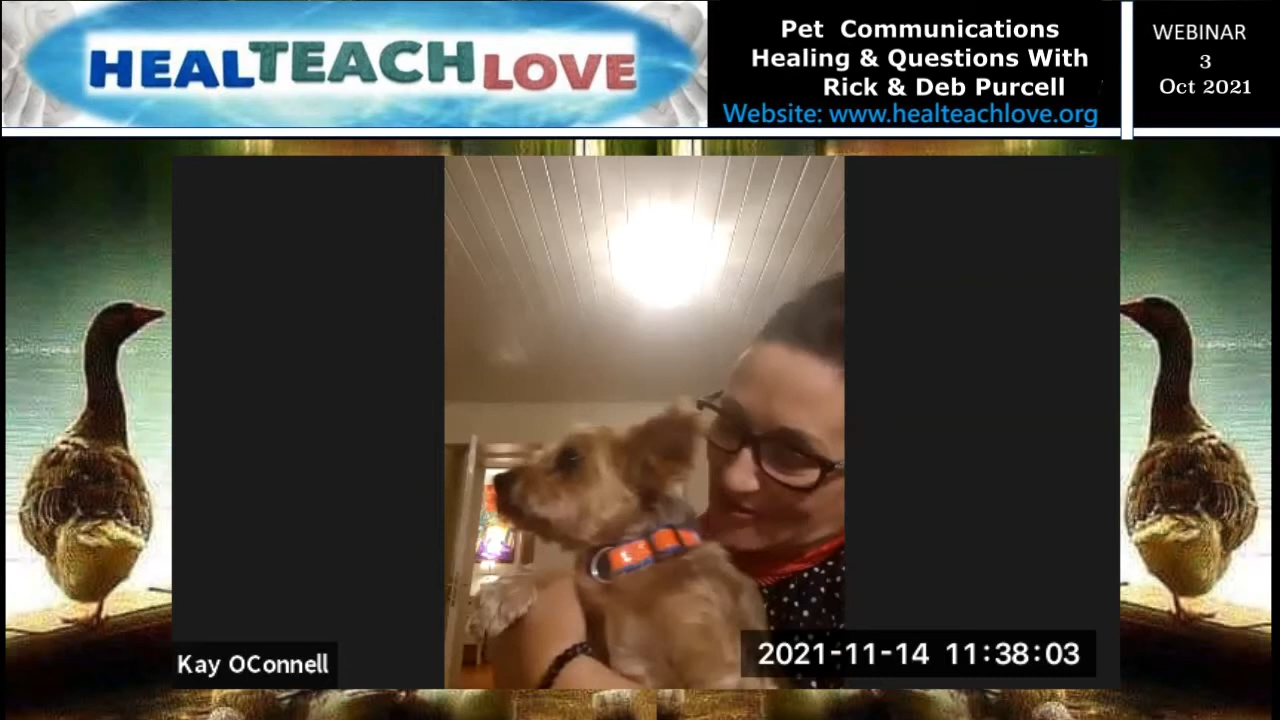 HEALTEACHLOVE
Pet Communications
Healing & Questions With
Rick & Deb Purcell
Website: www.healteachlove.org
WEBINAR
3
Oct 2021
Kay OConnell
2021-11-14 11:38:03